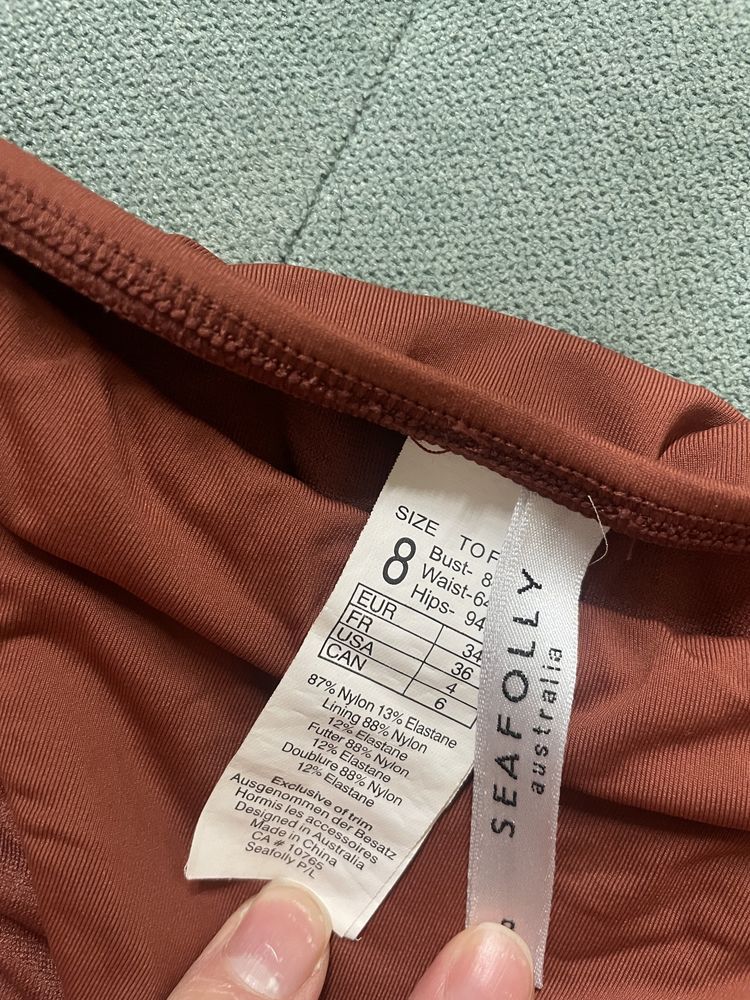 SIZE TO F
8 Bust- 8
Waist-64
Hips- 94
EUR 34
FR 36
USA 4
CAN 6
87% Nylon 13% Elastane
Lining 88% Nylon
12% Elastane
Futter 88% Nylon
12% Elastane
Doublure 88% Nylon
12% Elastane
Exclusive of trim
Ausgenommen der Besatz
Hormis les accessoires
Designed in Australia
Made in China
CA # 10765
Seafolly P/L
SEAFOLLY
australia